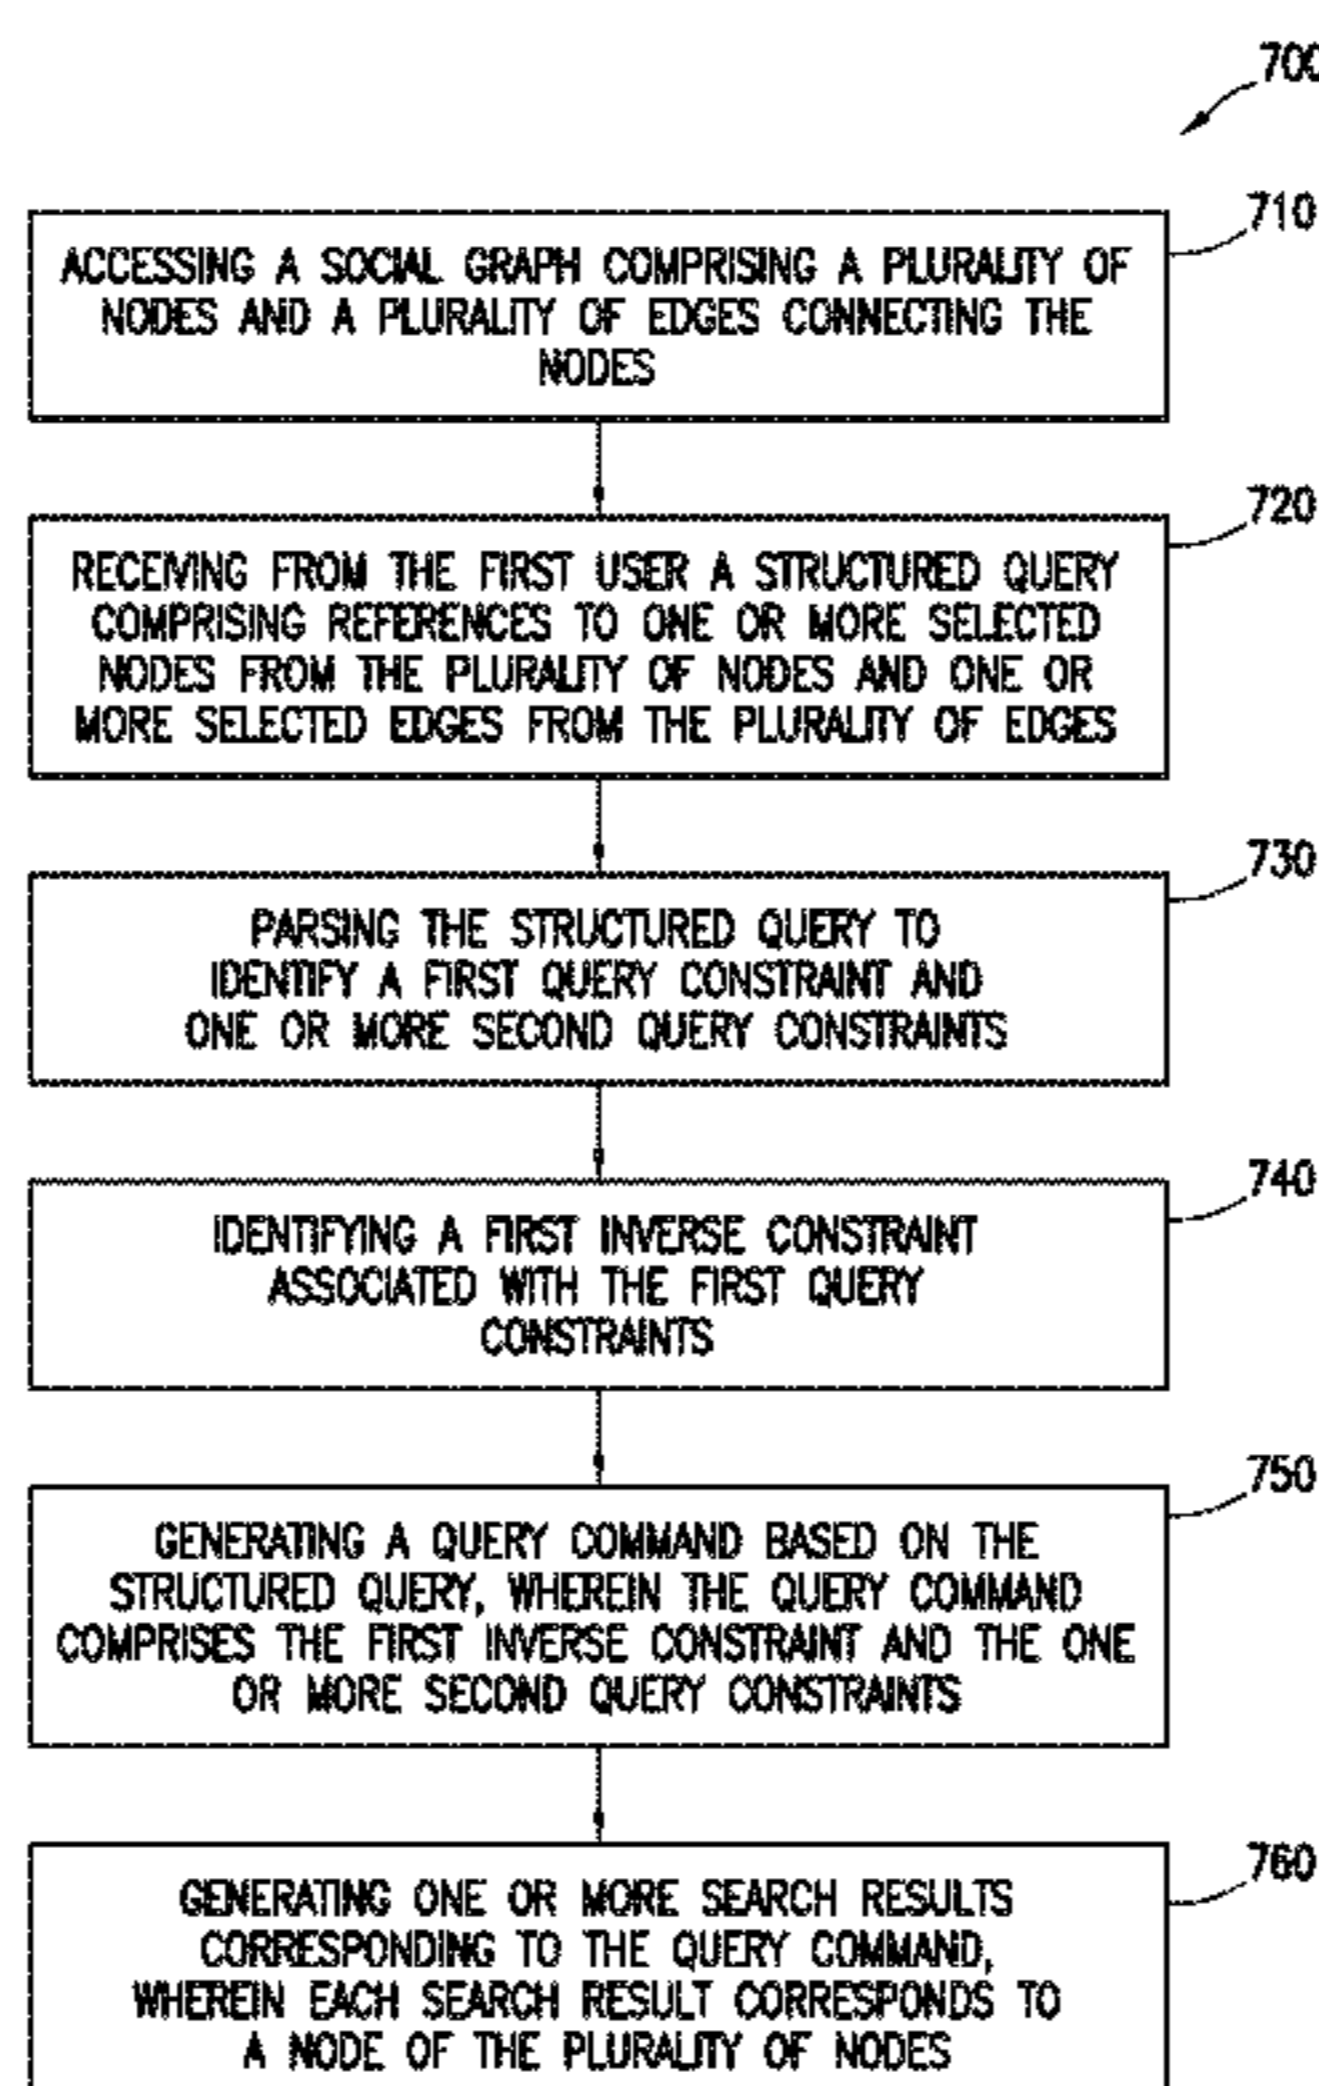 700
710
ACCESSING A SOCIAL GRAPH COMPRISING A PLURALITY OF
NODES AND A PLURALITY OF EDGES CONNECTING THE
NODES
720
RECEIVING FROM THE FIRST USER A STRUCTURED QUERY
COMPRISING REFERENCES TO ONE OR MORE SELECTED
NODES FROM THE PLURALITY OF NODES AND ONE OR
MORE SELECTED EDGES FROM THE PLURALITY OF EDGES
730
PARSING THE STRUCTURED QUERY TO
IDENTIFY A FIRST QUERY CONSTRAINT AND
ONE OR MORE SECOND QUERY CONSTRAINTS
740
IDENTIFYING A FIRST INVERSE CONSTRAINT
ASSOCIATED WITH THE FIRST QUERY
CONSTRAINTS
750
GENERATING A QUERY COMMAND BASED ON THE
STRUCTURED QUERY, WHEREIN THE QUERY COMMAND
COMPRISES THE FIRST INVERSE CONSTRAINT AND THE ONE
OR MORE SECOND QUERY CONSTRAINTS
760
GENERATING ONE OR MORE SEARCH RESULTS
CORRESPONDING TO THE QUERY COMMAND,
WHEREIN EACH SEARCH RESULT CORRESPONDS TO
A NODE OF THE PLURALITY OF NODES